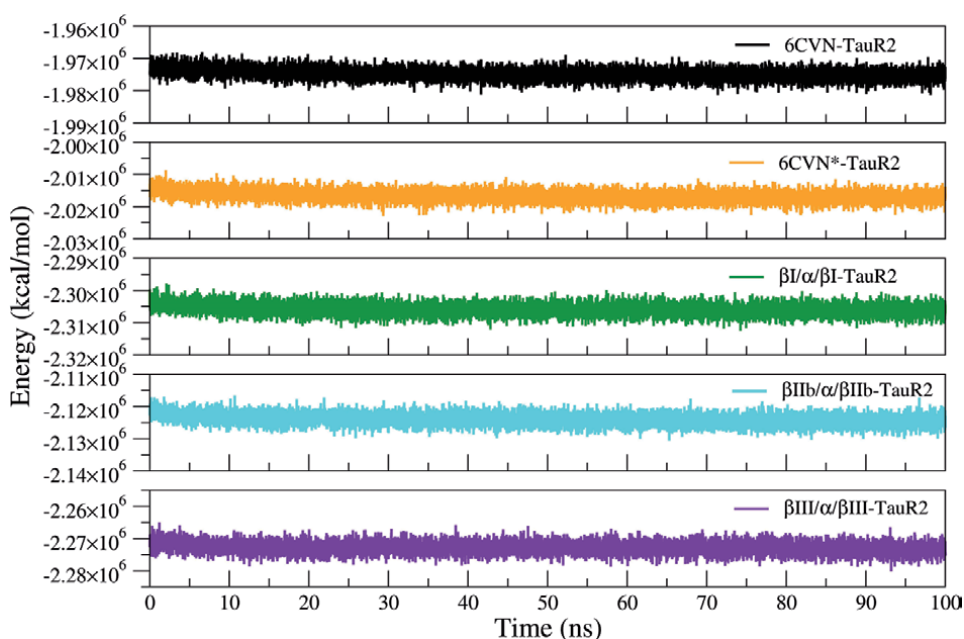 -1.96×10⁶
6CVN-TauR2
-1.97×10⁶
-1.98×10⁶
-1.99×10⁶
-2.00×10⁶
6CVN*-TauR2
-2.01×10⁶
-2.02×10⁶
-2.03×10⁶
-2.29×10⁶
βI/α/βI-TauR2
-2.30×10⁶
-2.31×10⁶
-2.32×10⁶
-2.11×10⁶
βIIb/α/βIIb-TauR2
-2.12×10⁶
-2.13×10⁶
-2.14×10⁶
βIII/α/βIII-TauR2
-2.26×10⁶
-2.27×10⁶
-2.28×10⁶
Energy (kcal/mol)
0 10 20 30 40 50 60 70 80 90 100
Time (ns)